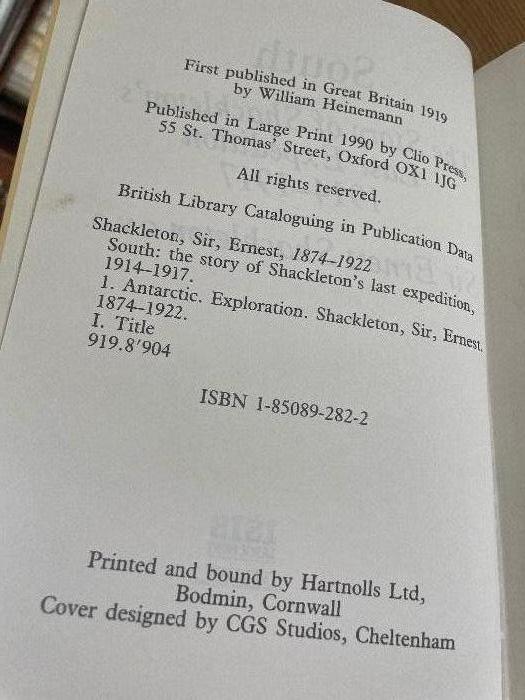 First published in Great Britain 1919
by William Heinemann
Published in Large Print 1990 by Clio Press,
55 St. Thomas' Street, Oxford OX1 1JG
All rights reserved.
British Library Cataloguing in Publication Data
Shackleton, Sir, Ernest, 1874–1922
South: the story of Shackleton's last expedition,
1914–1917.
1. Antarctic. Exploration. Shackleton, Sir, Ernest.
1874–1922.
I. Title
919.8'904
ISBN 1-85089-282-2
Printed and bound by Hartnolls Ltd,
Bodmin, Cornwall
Cover designed by CGS Studios, Cheltenham